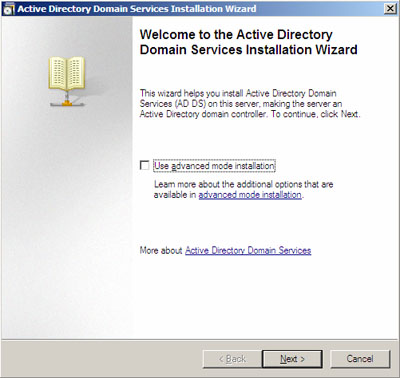 Active Directory Domain Services Installation Wizard
Welcome to the Active Directory
Domain Services Installation Wizard
This wizard helps you install Active Directory Domain
Services (AD DS) on this server, making the server an
Active Directory domain controller. To continue, click Next.
Use advanced mode installation
Learn more about the additional options that are
available in advanced mode installation.
More about Active Directory Domain Services
< Back Next > Cancel